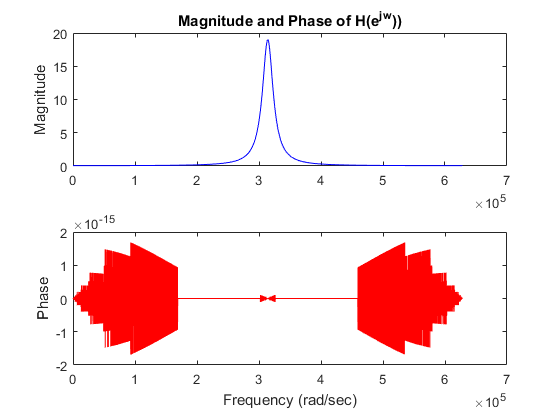 Magnitude and Phase of H(e^jw))
Magnitude
20
15
10
5
0
0 1 2 3 4 5 6 7
×10^5
×10^-15
Phase
2
1
0
-1
-2
0 1 2 3 4 5 6 7
Frequency (rad/sec)
×10^5